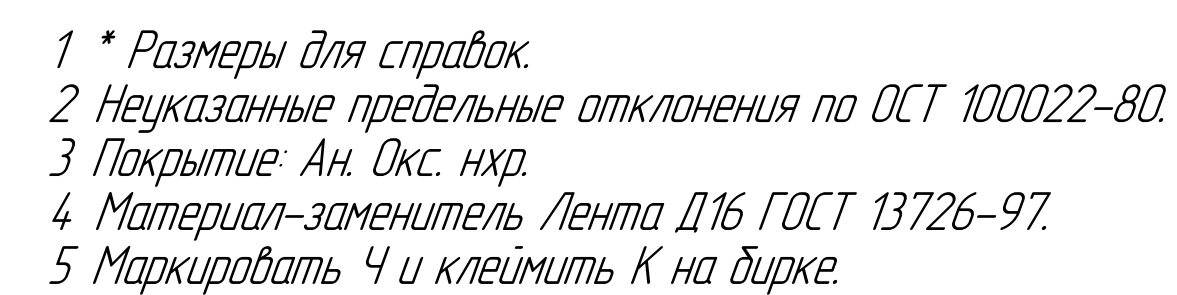 1 * Размеры для справок.
2 Неуказанные предельные отклонения по ОСТ 100022-80.
3 Покрытие: Ан. Окс. нхр.
4 Материал-заменитель Лента Д16 ГОСТ 13726-97.
5 Маркировать Ч и клеймить К на бирке.